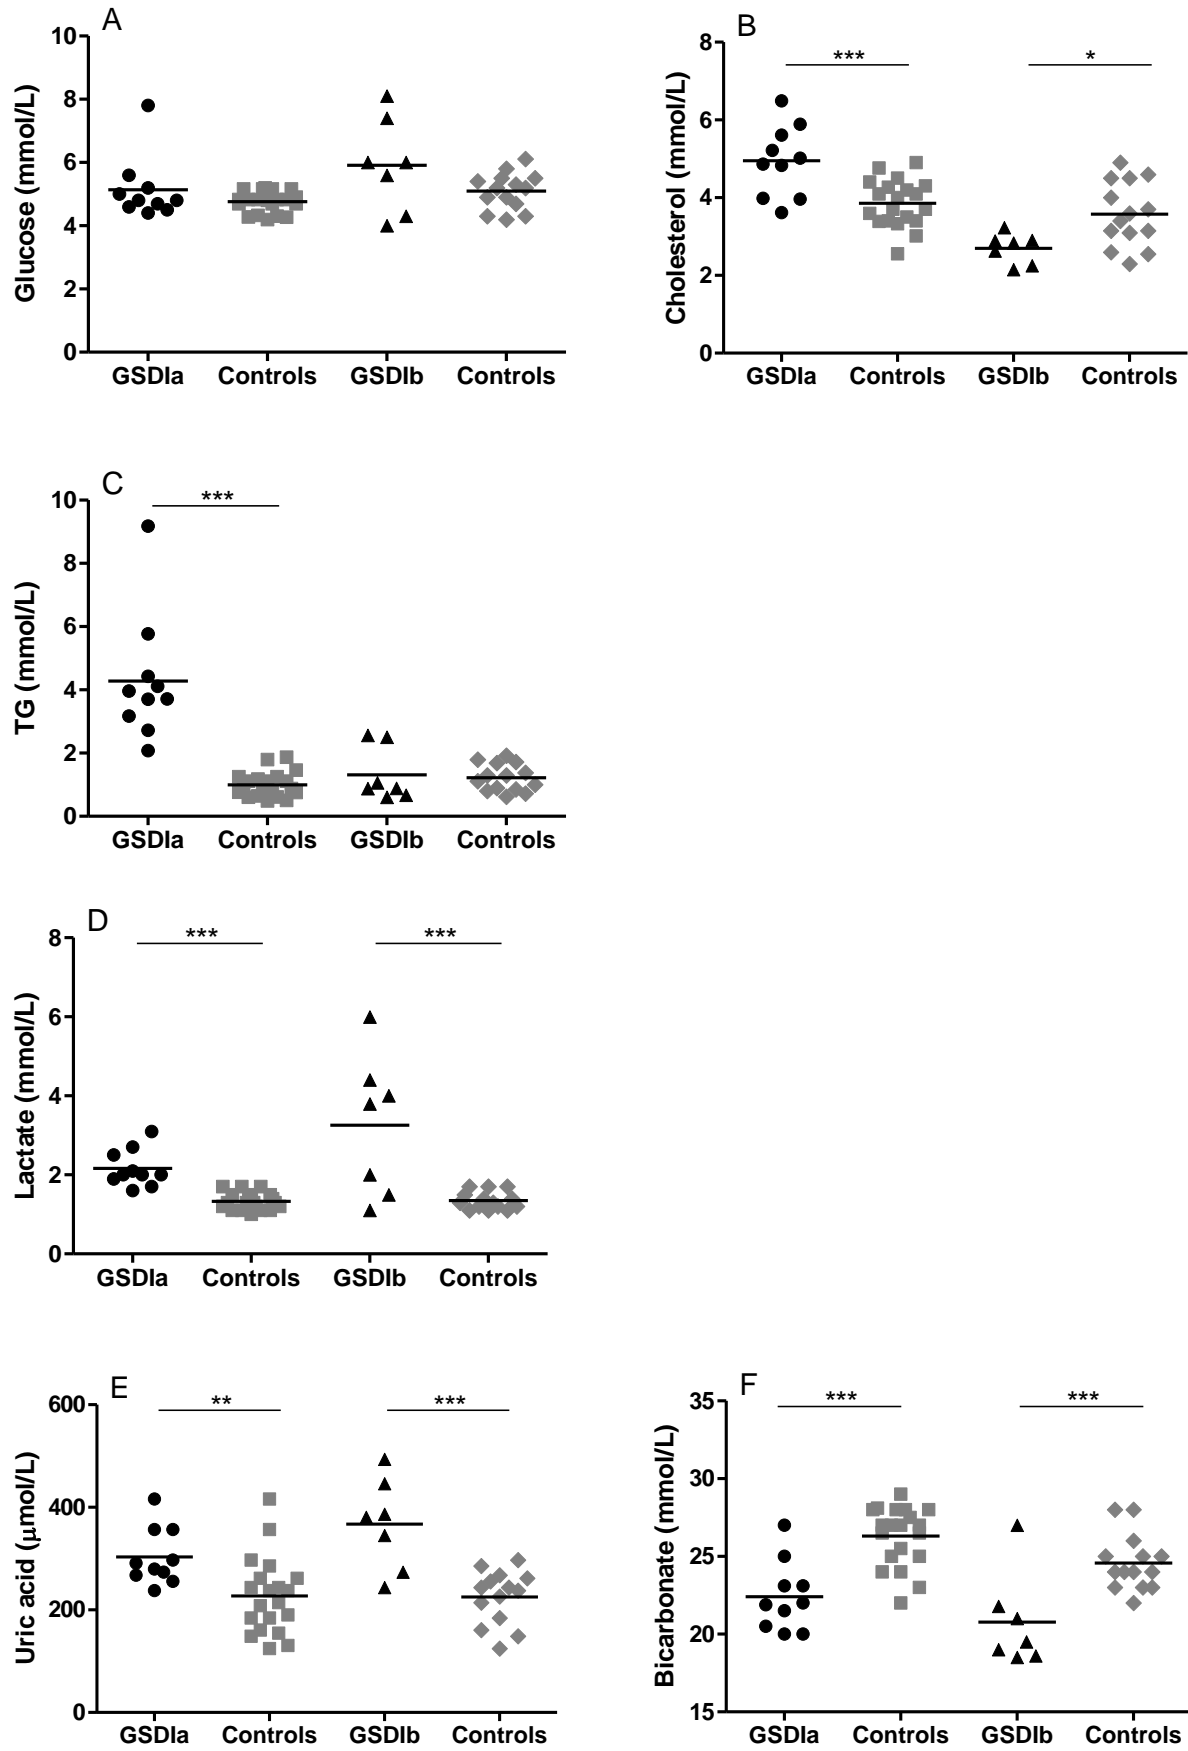 A
10
8
6
4
2
0
Glucose (mmol/L)
GSDIa Controls GSDIb Controls
B
*** *
8
6
4
2
0
Cholesterol (mmol/L)
GSDIa Controls GSDIb Controls
C
***
10
8
6
4
2
0
TG (mmol/L)
GSDIa Controls GSDIb Controls
D
*** ***
8
6
4
2
0
Lactate (mmol/L)
GSDIa Controls GSDIb Controls
E
** ***
600
400
200
0
Uric acid (μmol/L)
GSDIa Controls GSDIb Controls
F
*** ***
35
30
25
20
15
Bicarbonate (mmol/L)
GSDIa Controls GSDIb Controls